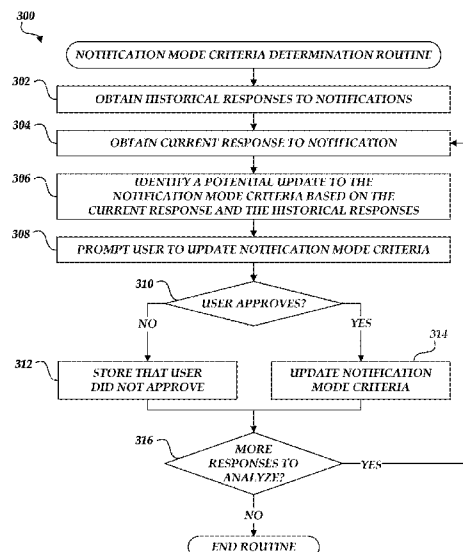 300
NOTIFICATION MODE CRITERIA DETERMINATION ROUTINE
302
OBTAIN HISTORICAL RESPONSES TO NOTIFICATIONS
304
OBTAIN CURRENT RESPONSE TO NOTIFICATION
306
IDENTIFY A POTENTIAL UPDATE TO THE
NOTIFICATION MODE CRITERIA BASED ON THE
CURRENT RESPONSE AND THE HISTORICAL RESPONSES
308
PROMPT USER TO UPDATE NOTIFICATION MODE CRITERIA
310
USER APPROVES?
NO
YES
312
STORE THAT USER
DID NOT APPROVE
314
UPDATE NOTIFICATION
MODE CRITERIA
316
MORE
RESPONSES TO
ANALYZE?
YES
NO
END ROUTINE